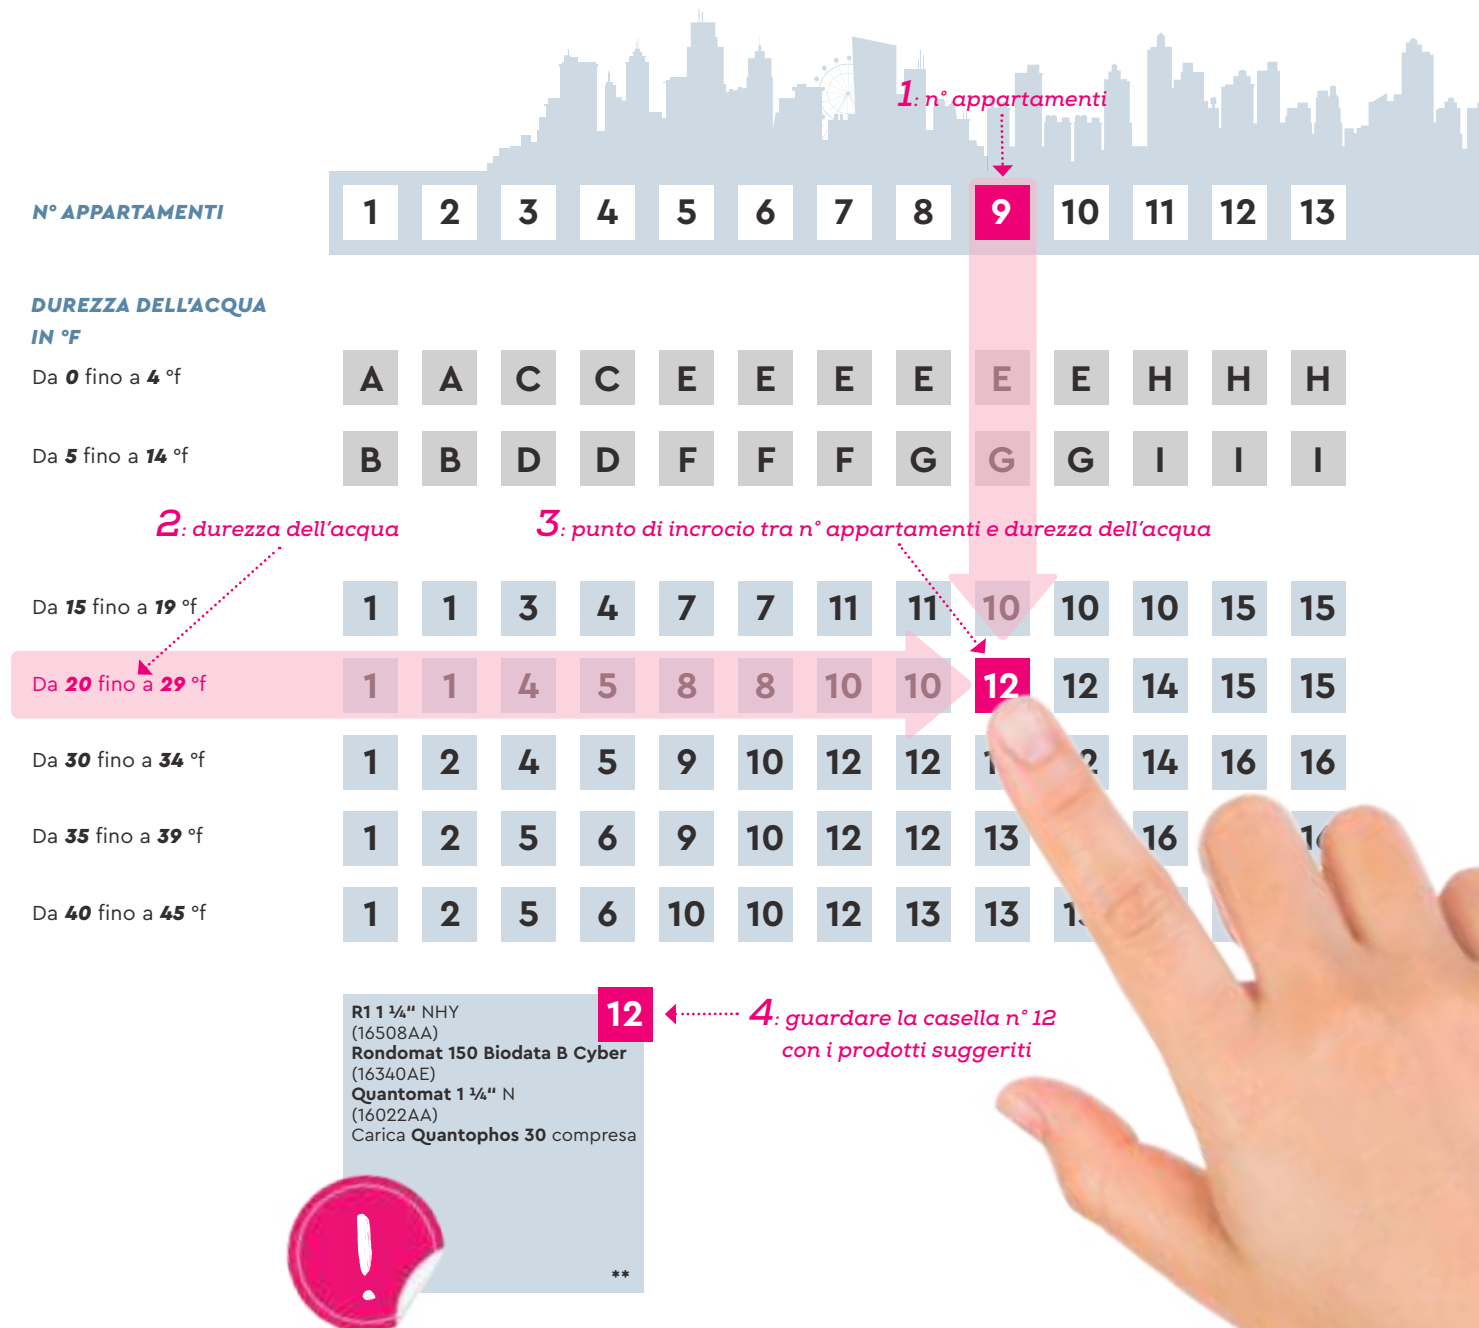 1: n° appartamenti
N° APPARTAMENTI 1 2 3 4 5 6 7 8 9 10 11 12 13
DUREZZA DELL'ACQUA
IN °F
Da 0 fino a 4 °f A A C C E E E E E E H H H
Da 5 fino a 14 °f B B D D F F F G G G I I I
2: durezza dell'acqua 3: punto di incrocio tra n° appartamenti e durezza dell'acqua
Da 15 fino a 19 °f 1 1 3 4 7 7 11 11 10 10 10 15 15
Da 20 fino a 29 °f 1 1 4 5 8 8 10 10 12 12 14 15 15
Da 30 fino a 34 °f 1 2 4 5 9 10 12 12 14 16 16
Da 35 fino a 39 °f 1 2 5 6 9 10 12 12 13 16
Da 40 fino a 45 °f 1 2 5 6 10 10 12 13 13
R1 1 ¼“ NHY
(16508AA)
12
Rondomat 150 Biodata B Cyber
(16340AE)
Quantomat 1 ¼“ N
(16022AA)
Carica Quantophos 30 compresa
**
4: guardare la casella n° 12
con i prodotti suggeriti
!